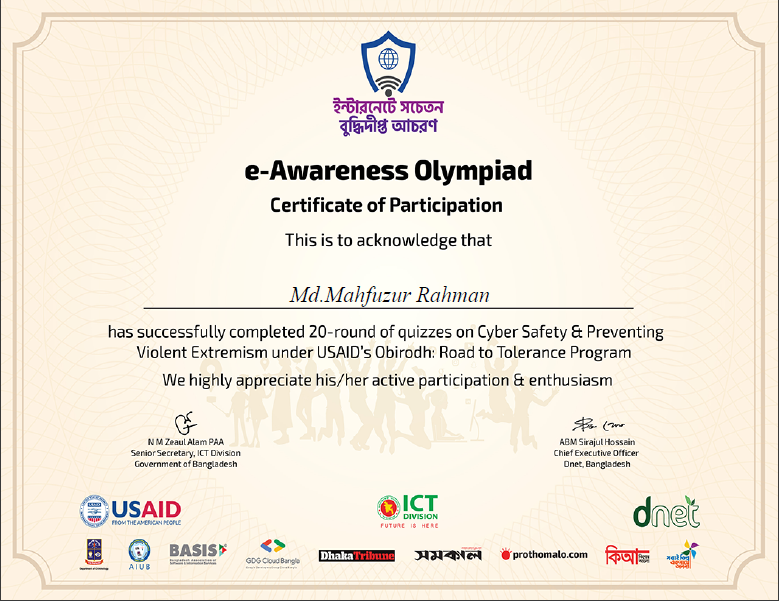 ইন্টারনেটে সচেতন
বুদ্ধিদীপ্ত আচরণ
e-Awareness Olympiad
Certificate of Participation
This is to acknowledge that
Md.Mahfuzur Rahman
has successfully completed 20-round of quizzes on Cyber Safety & Preventing
Violent Extremism under USAID's Obirodh: Road to Tolerance Program
We highly appreciate his/her active participation & enthusiasm
N M Zeaul Alam PAA
Senior Secretary, ICT Division
Government of Bangladesh
ABM Sirajul Hossain
Chief Executive Officer
Dnet, Bangladesh
USAID
FROM THE AMERICAN PEOPLE
ICT
DIVISION
FUTURE IS HERE
dnet
AIUB
BASIS
GDG Cloud Bangla
DhakaTribune
সমকাল
prothomalo.com
কিআ